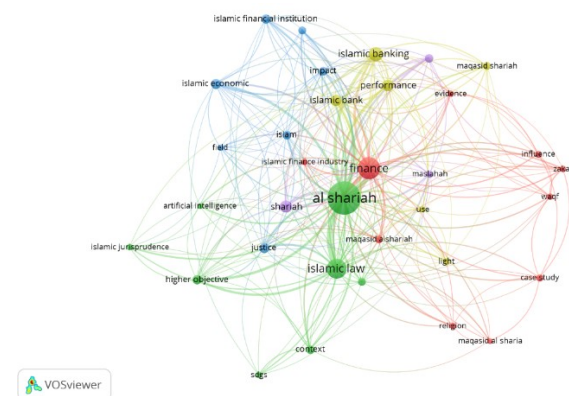 islamic financial institution
islamic banking
impact
maqasid shariah
islamic economic
performance
evidence
islamic bank
islam
field
islamic finance industry
influence
finance
zaka
maslahah
waqf
al shariah
artificial intelligence
shariah
use
maqasid alshariah
islamic jurisprudence
justice
light
islamic law
higher objective
case study
religion
maqasid al sharia
context
sdgs
VOSviewer